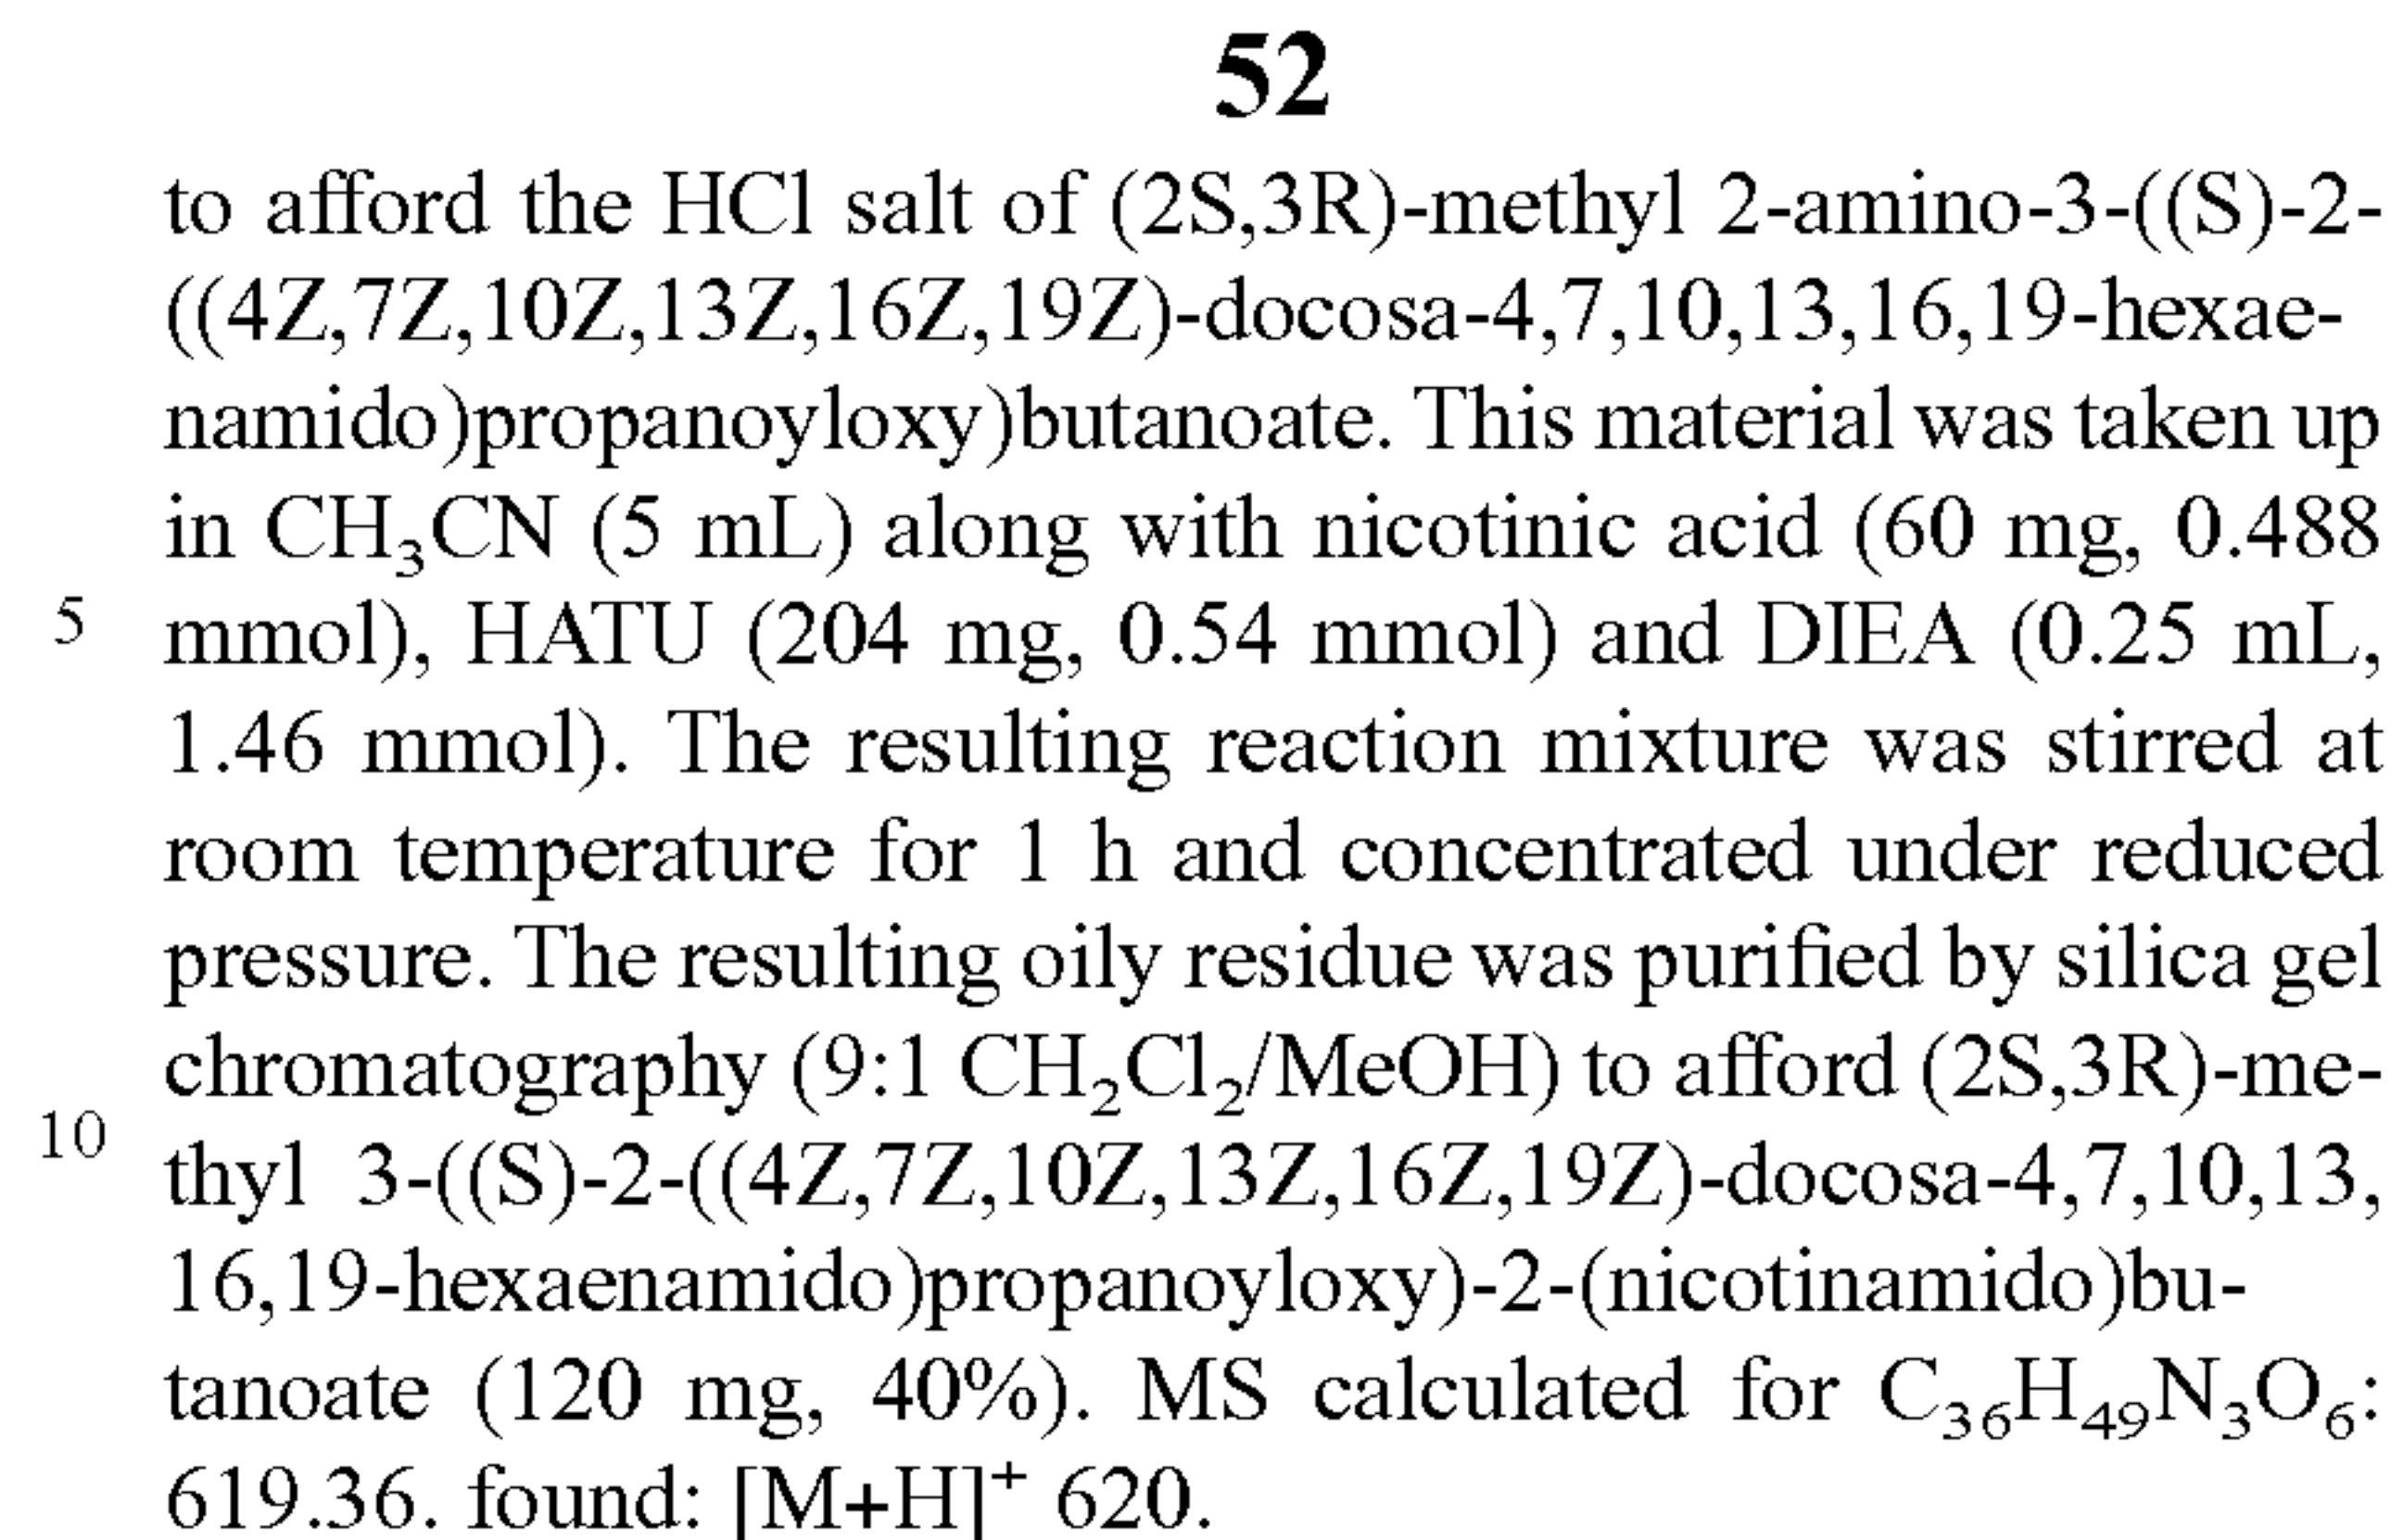 52
to afford the HCl salt of (2S,3R)-methyl 2-amino-3-((S)-2-
((4Z,7Z,10Z,13Z,16Z,19Z)-docosa-4,7,10,13,16,19-hexae-
namido)propanoyloxy)butanoate. This material was taken up
in CH₃CN (5 mL) along with nicotinic acid (60 mg, 0.488
5 mmol), HATU (204 mg, 0.54 mmol) and DIEA (0.25 mL,
1.46 mmol). The resulting reaction mixture was stirred at
room temperature for 1 h and concentrated under reduced
pressure. The resulting oily residue was purified by silica gel
chromatography (9:1 CH₂Cl₂/MeOH) to afford (2S,3R)-me-
10 thyl 3-((S)-2-((4Z,7Z,10Z,13Z,16Z,19Z)-docosa-4,7,10,13,
16,19-hexaenamido)propanoyloxy)-2-(nicotinamido)bu-
tanoate (120 mg, 40%). MS calculated for C₃₆H₄₉N₃O₆:
619.36. found: [M+H]⁺ 620.